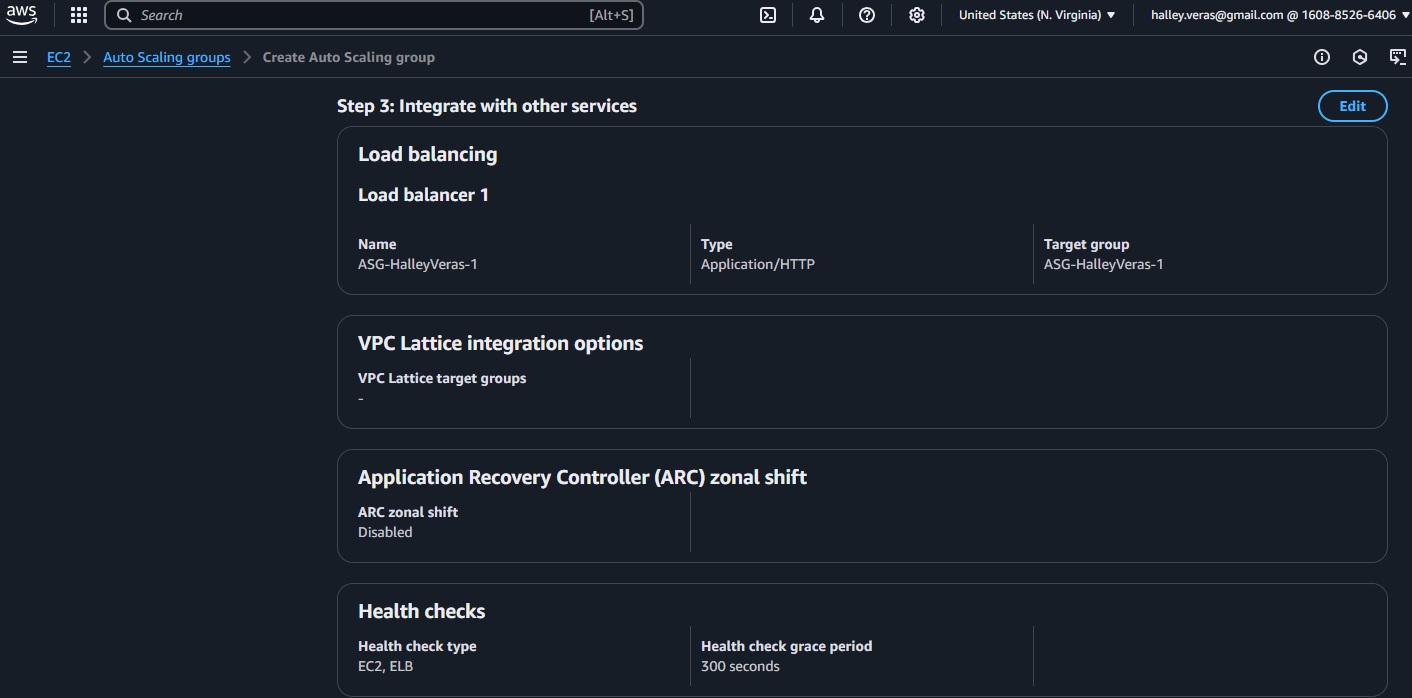 aws
Search [Alt+S] United States (N. Virginia) ▼ halley.veras@gmail.com @ 1608-8526-6406 ▼
EC2 > Auto Scaling groups > Create Auto Scaling group
Step 3: Integrate with other services Edit
Load balancing
Load balancer 1
Name Type Target group
ASG-HalleyVeras-1 Application/HTTP ASG-HalleyVeras-1
VPC Lattice integration options
VPC Lattice target groups
-
Application Recovery Controller (ARC) zonal shift
ARC zonal shift
Disabled
Health checks
Health check type Health check grace period
EC2, ELB 300 seconds